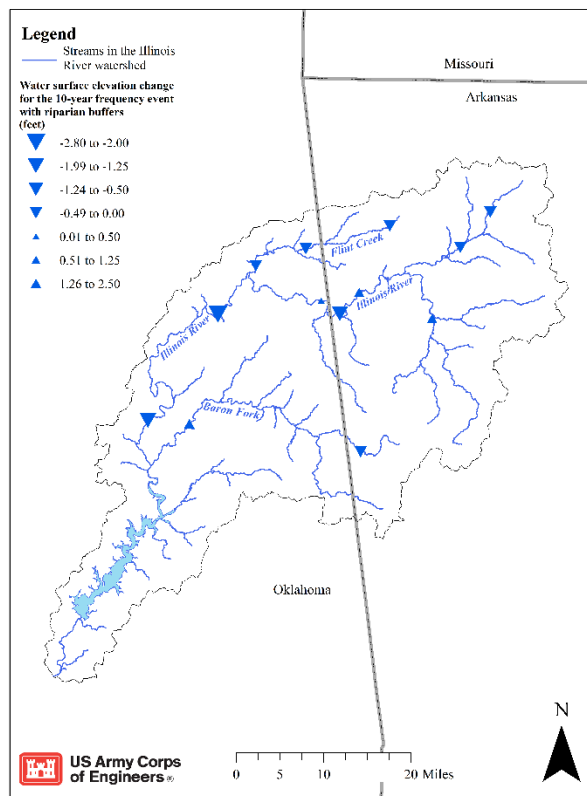 Legend
Streams in the Illinois
River watershed
Water surface elevation change
for the 10-year frequency event
with riparian buffers
(feet)
-2.80 to -2.00
-1.99 to -1.25
-1.24 to -0.50
-0.49 to 0.00
0.01 to 0.50
0.51 to 1.25
1.26 to 2.50
Missouri
Arkansas
Flint Creek
Illinois River
Illinois River
Baron Fork
Oklahoma
N
US Army Corps
of Engineers ®
0 5 10 20 Miles